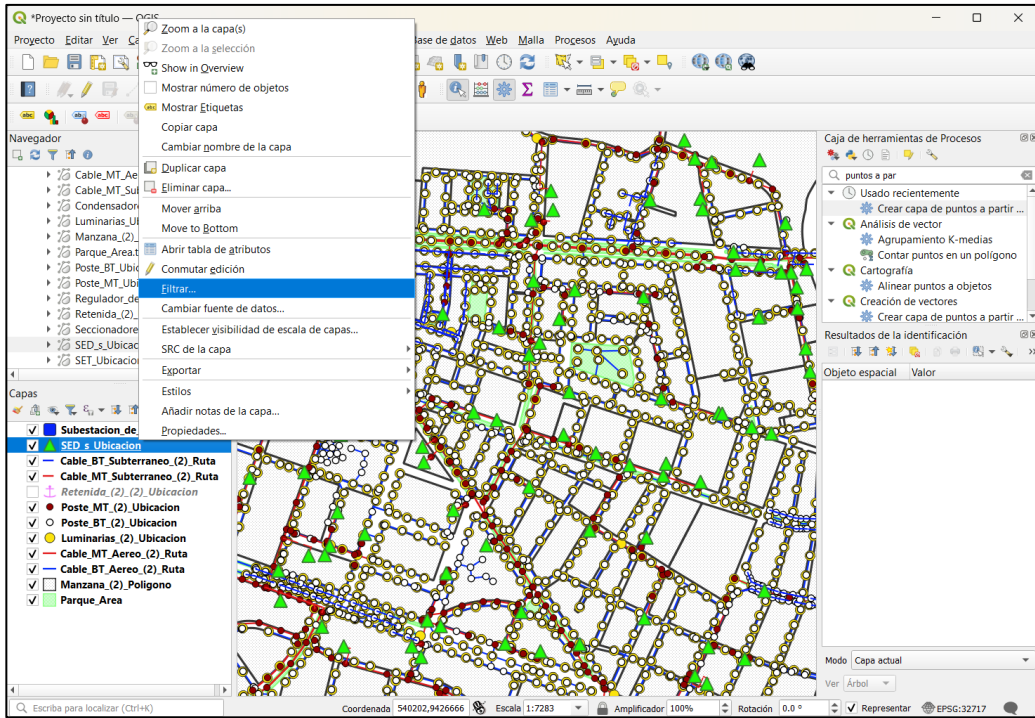 *Proyecto sin título — QGIS
Proyecto Editar Ver Ca
Base de datos Web Malla Procesos Ayuda
Zoom a la capa(s)
Zoom a la selección
Show in Overview
Mostrar número de objetos
Mostrar Etiquetas
Copiar capa
Cambiar nombre de la capa
Duplicar capa
Eliminar capa...
Mover arriba
Move to Bottom
Abrir tabla de atributos
Conmutar edición
Filtrar...
Cambiar fuente de datos...
Establecer visibilidad de escala de capas...
SRC de la capa
Exportar
Estilos
Añadir notas de la capa...
Propiedades...
Navegador
Cable_MT_Ae
Cable_MT_Sub
Condensador
Luminarias_U
Manzana_(2)_
Parque_Area.t
Poste_BT_Ubic
Poste_MT_Ubi
Regulador_de
Retenida_(2)_
Seccionadore
SED_s_Ubicac
SET_Ubicacio
Capas
Subestacion_de_
SED_s_Ubicacion
Cable_BT_Subterraneo_(2)_Ruta
Cable_MT_Subterraneo_(2)_Ruta
Retenida_(2)_(2)_Ubicacion
Poste_MT_(2)_Ubicacion
Poste_BT_(2)_Ubicacion
Luminarias_(2)_Ubicacion
Cable_MT_Aereo_(2)_Ruta
Cable_BT_Aereo_(2)_Ruta
Manzana_(2)_Poligono
Parque_Area
Caja de herramientas de Procesos
puntos a par
Usado recientemente
Crear capa de puntos a partir ...
Análisis de vector
Agrupamiento K-medias
Contar puntos en un polígono
Cartografía
Alinear puntos a objetos
Creación de vectores
Crear capa de puntos a partir ...
Resultados de la identificación
Objeto espacial Valor
Modo Capa actual
Ver Árbol
Escriba para localizar (Ctrl+K) Coordenada 540202,9426666 Escala 1:7283 Amplificador 100% Rotación 0.0 ° Representar EPSG:32717